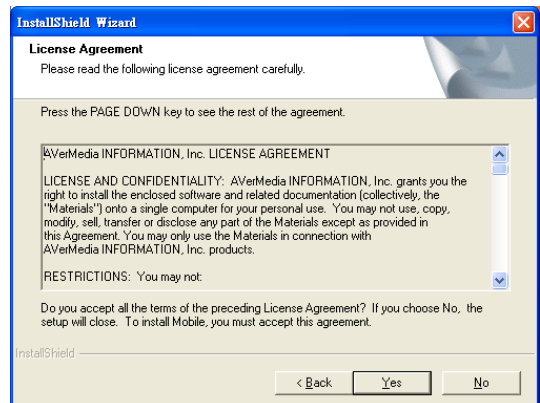 InstallShield Wizard
License Agreement
Please read the following license agreement carefully.
Press the PAGE DOWN key to see the rest of the agreement.
AVerMedia INFORMATION, Inc. LICENSE AGREEMENT
LICENSE AND CONFIDENTIALITY:  AVerMedia INFORMATION, Inc. grants you the
right to install the enclosed software and related documentation (collectively, the
"Materials") onto a single computer for your personal use.  You may not use, copy,
modify, sell, transfer or disclose any part of the Materials except as provided in
this Agreement. You may only use the Materials in connection with
AVerMedia INFORMATION, Inc. products.
RESTRICTIONS:  You may not:
Do you accept all the terms of the preceding License Agreement?  If you choose No,  the
setup will close.  To install Mobile, you must accept this agreement.
InstallShield
< Back
Yes
No